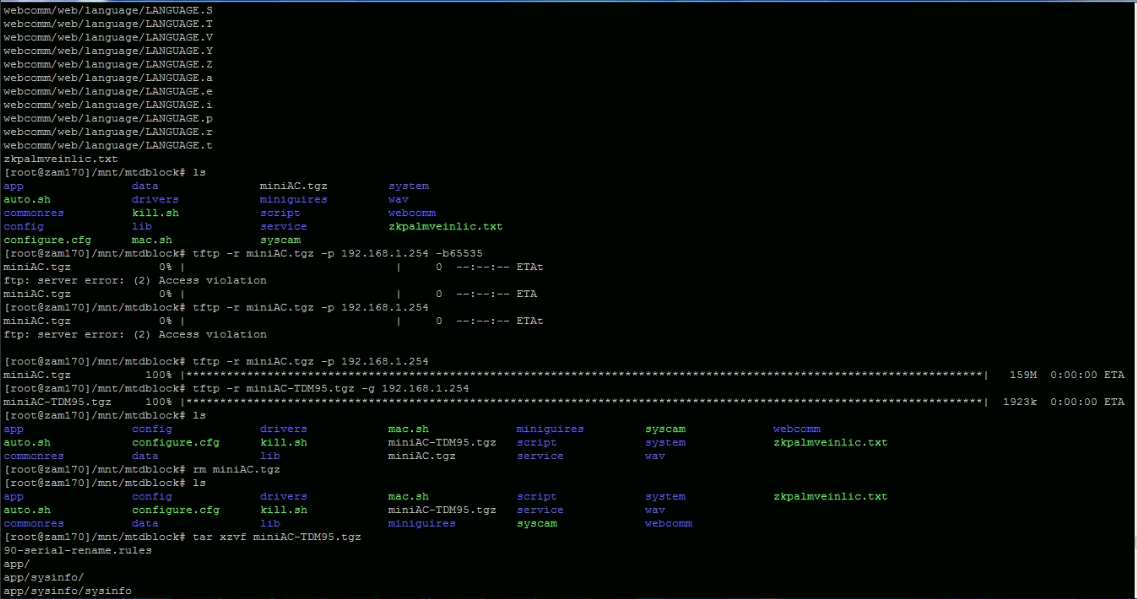 webcomm/web/language/LANGUAGE.S
webcomm/web/language/LANGUAGE.T
webcomm/web/language/LANGUAGE.V
webcomm/web/language/LANGUAGE.Y
webcomm/web/language/LANGUAGE.Z
webcomm/web/language/LANGUAGE.a
webcomm/web/language/LANGUAGE.e
webcomm/web/language/LANGUAGE.i
webcomm/web/language/LANGUAGE.p
webcomm/web/language/LANGUAGE.r
webcomm/web/language/LANGUAGE.t
zkpalmveinlic.txt
[root@zam170]/mnt/mtdblock# ls
app data miniAC.tgz system
auto.sh drivers miniguires wav
commonres kill.sh script webcomm
config lib service zkpalmveinlic.txt
configure.cfg mac.sh syscam
[root@zam170]/mnt/mtdblock# tftp -r miniAC.tgz -p 192.168.1.254 -b65535
miniAC.tgz 0% | | 0 --:--:-- ETAt
ftp: server error: (2) Access violation
miniAC.tgz 0% | | 0 --:--:-- ETA
[root@zam170]/mnt/mtdblock# tftp -r miniAC.tgz -p 192.168.1.254
miniAC.tgz 0% | | 0 --:--:-- ETAt
ftp: server error: (2) Access violation
[root@zam170]/mnt/mtdblock# tftp -r miniAC.tgz -p 192.168.1.254
miniAC.tgz 100% |*******************************************************************************************************| 159M 0:00:00 ETA
[root@zam170]/mnt/mtdblock# tftp -r miniAC-TDM95.tgz -g 192.168.1.254
miniAC-TDM95.tgz 100% |*******************************************************************************************************| 1923k 0:00:00 ETA
[root@zam170]/mnt/mtdblock# ls
app config drivers mac.sh miniguires syscam webcomm
auto.sh configure.cfg kill.sh miniAC-TDM95.tgz script system zkpalmveinlic.txt
commonres data lib miniAC.tgz service wav
[root@zam170]/mnt/mtdblock# rm miniAC.tgz
[root@zam170]/mnt/mtdblock# ls
app config drivers mac.sh script system zkpalmveinlic.txt
auto.sh configure.cfg kill.sh miniAC-TDM95.tgz service wav
commonres data lib miniguires syscam webcomm
[root@zam170]/mnt/mtdblock# tar xzvf miniAC-TDM95.tgz
90-serial-rename.rules
app/
app/sysinfo/
app/sysinfo/sysinfo